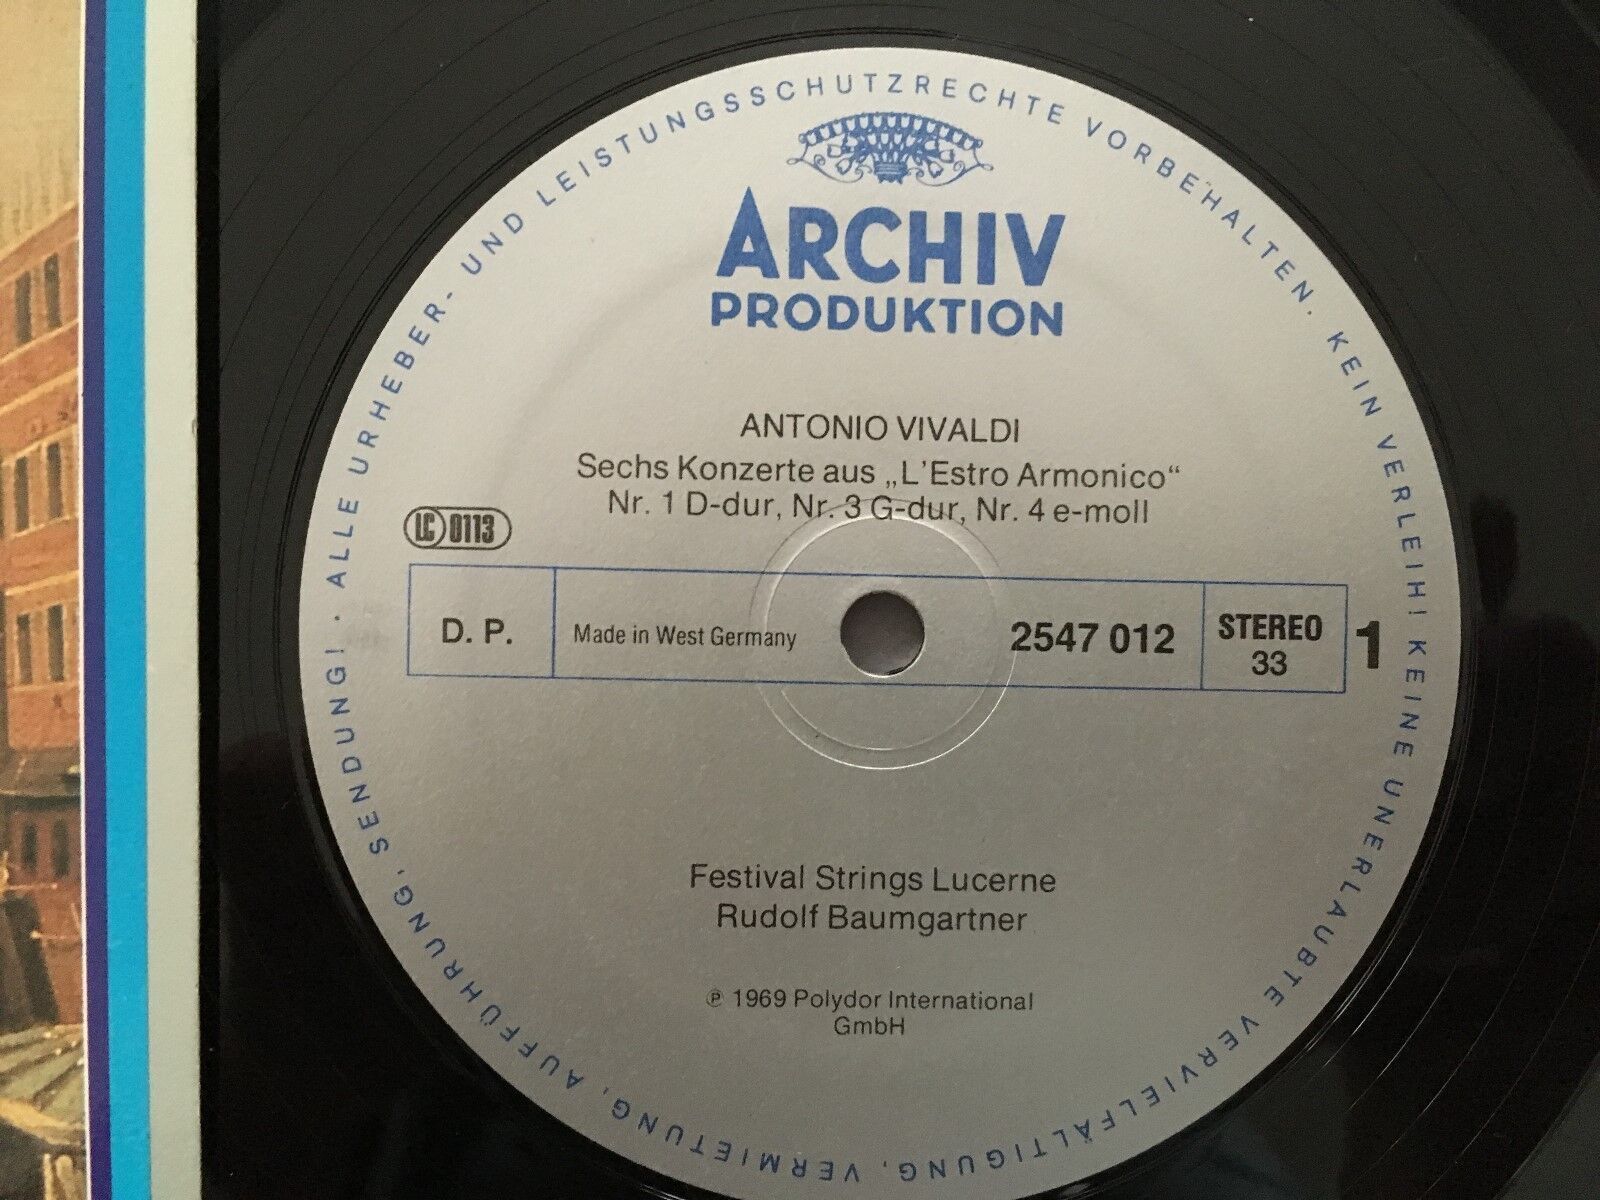 ALLE URHEBER- UND LEISTUNGSSCHUTZRECHTE VORBEHALTEN. KEIN VERLEIH! KEINE UNERLAUBTE VERVIELFÄLTIGUNG, VERMIETUNG, AUFFÜHRUNG, SENDUNG! ·
ARCHIV
PRODUKTION
ANTONIO VIVALDI
Sechs Konzerte aus „L'Estro Armonico“
Nr. 1 D-dur, Nr. 3 G-dur, Nr. 4 e-moll
LC 0113
D. P. Made in West Germany 2547 012 STEREO 1
33
Festival Strings Lucerne
Rudolf Baumgartner
℗ 1969 Polydor International
GmbH